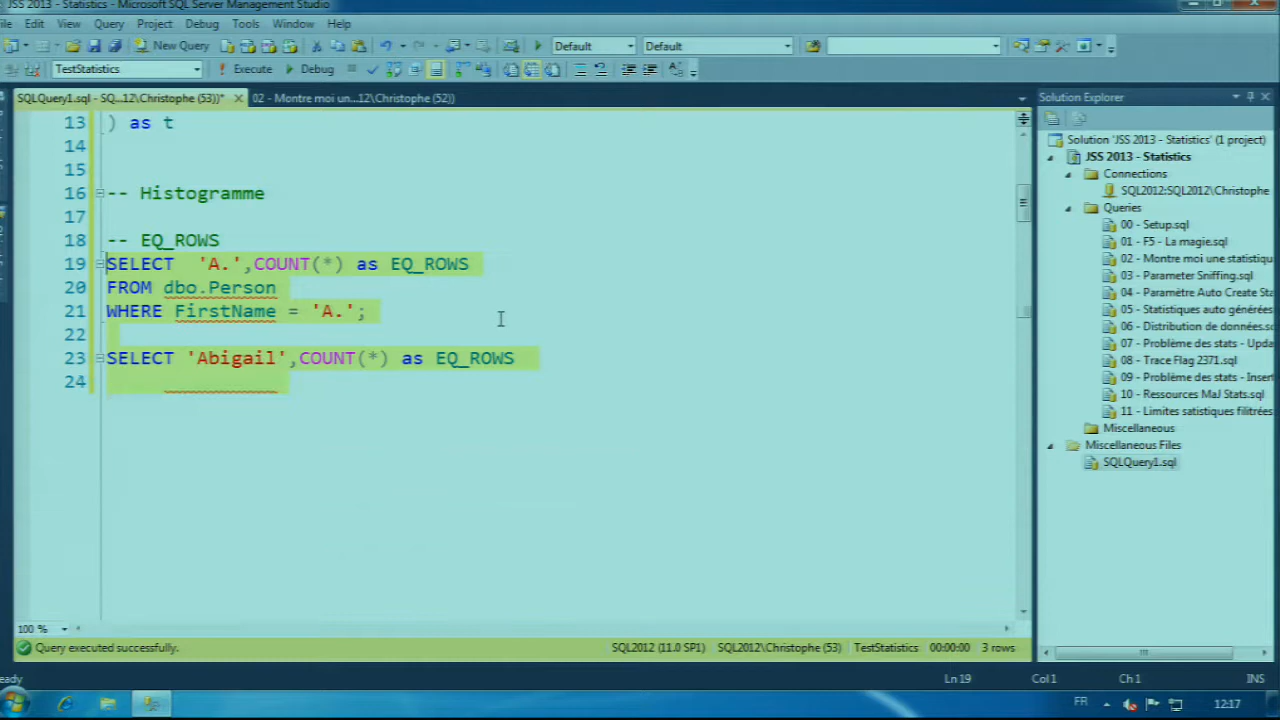 JSS 2013 - Statistics - Microsoft SQL Server Management Studio
File Edit View Query Project Debug Tools Window Help
New Query Default Default
TestStatistics Execute Debug
SQLQuery1.sql - SQ...12\Christophe (53))* 02 - Montre moi un...12\Christophe (52))
13 ) as t
14
15
16 -- Histogramme
17
18 -- EQ_ROWS
19 SELECT 'A.',COUNT(*) as EQ_ROWS
20 FROM dbo.Person
21 WHERE FirstName = 'A.';
22
23 SELECT 'Abigail',COUNT(*) as EQ_ROWS
24
100 %
Query executed successfully. SQL2012 (11.0 SP1) SQL2012\Christophe (53) TestStatistics 00:00:00 3 rows
Solution Explorer
Solution 'JSS 2013 - Statistics' (1 project)
JSS 2013 - Statistics
Connections
SQL2012:SQL2012\Christophe
Queries
00 - Setup.sql
01 - F5 - La magie.sql
02 - Montre moi une statistiqu
03 - Parameter Sniffing.sql
04 - Paramètre Auto Create Sta
05 - Statistiques auto générées
06 - Distribution de données.s
07 - Problème des stats - Upda
08 - Trace Flag 2371.sql
09 - Problème des stats - Insert
10 - Ressources MaJ Stats.sql
11 - Limites satistiques filtrées
Miscellaneous
Miscellaneous Files
SQLQuery1.sql
eady Ln 19 Col 1 Ch 1 INS
FR 12:17